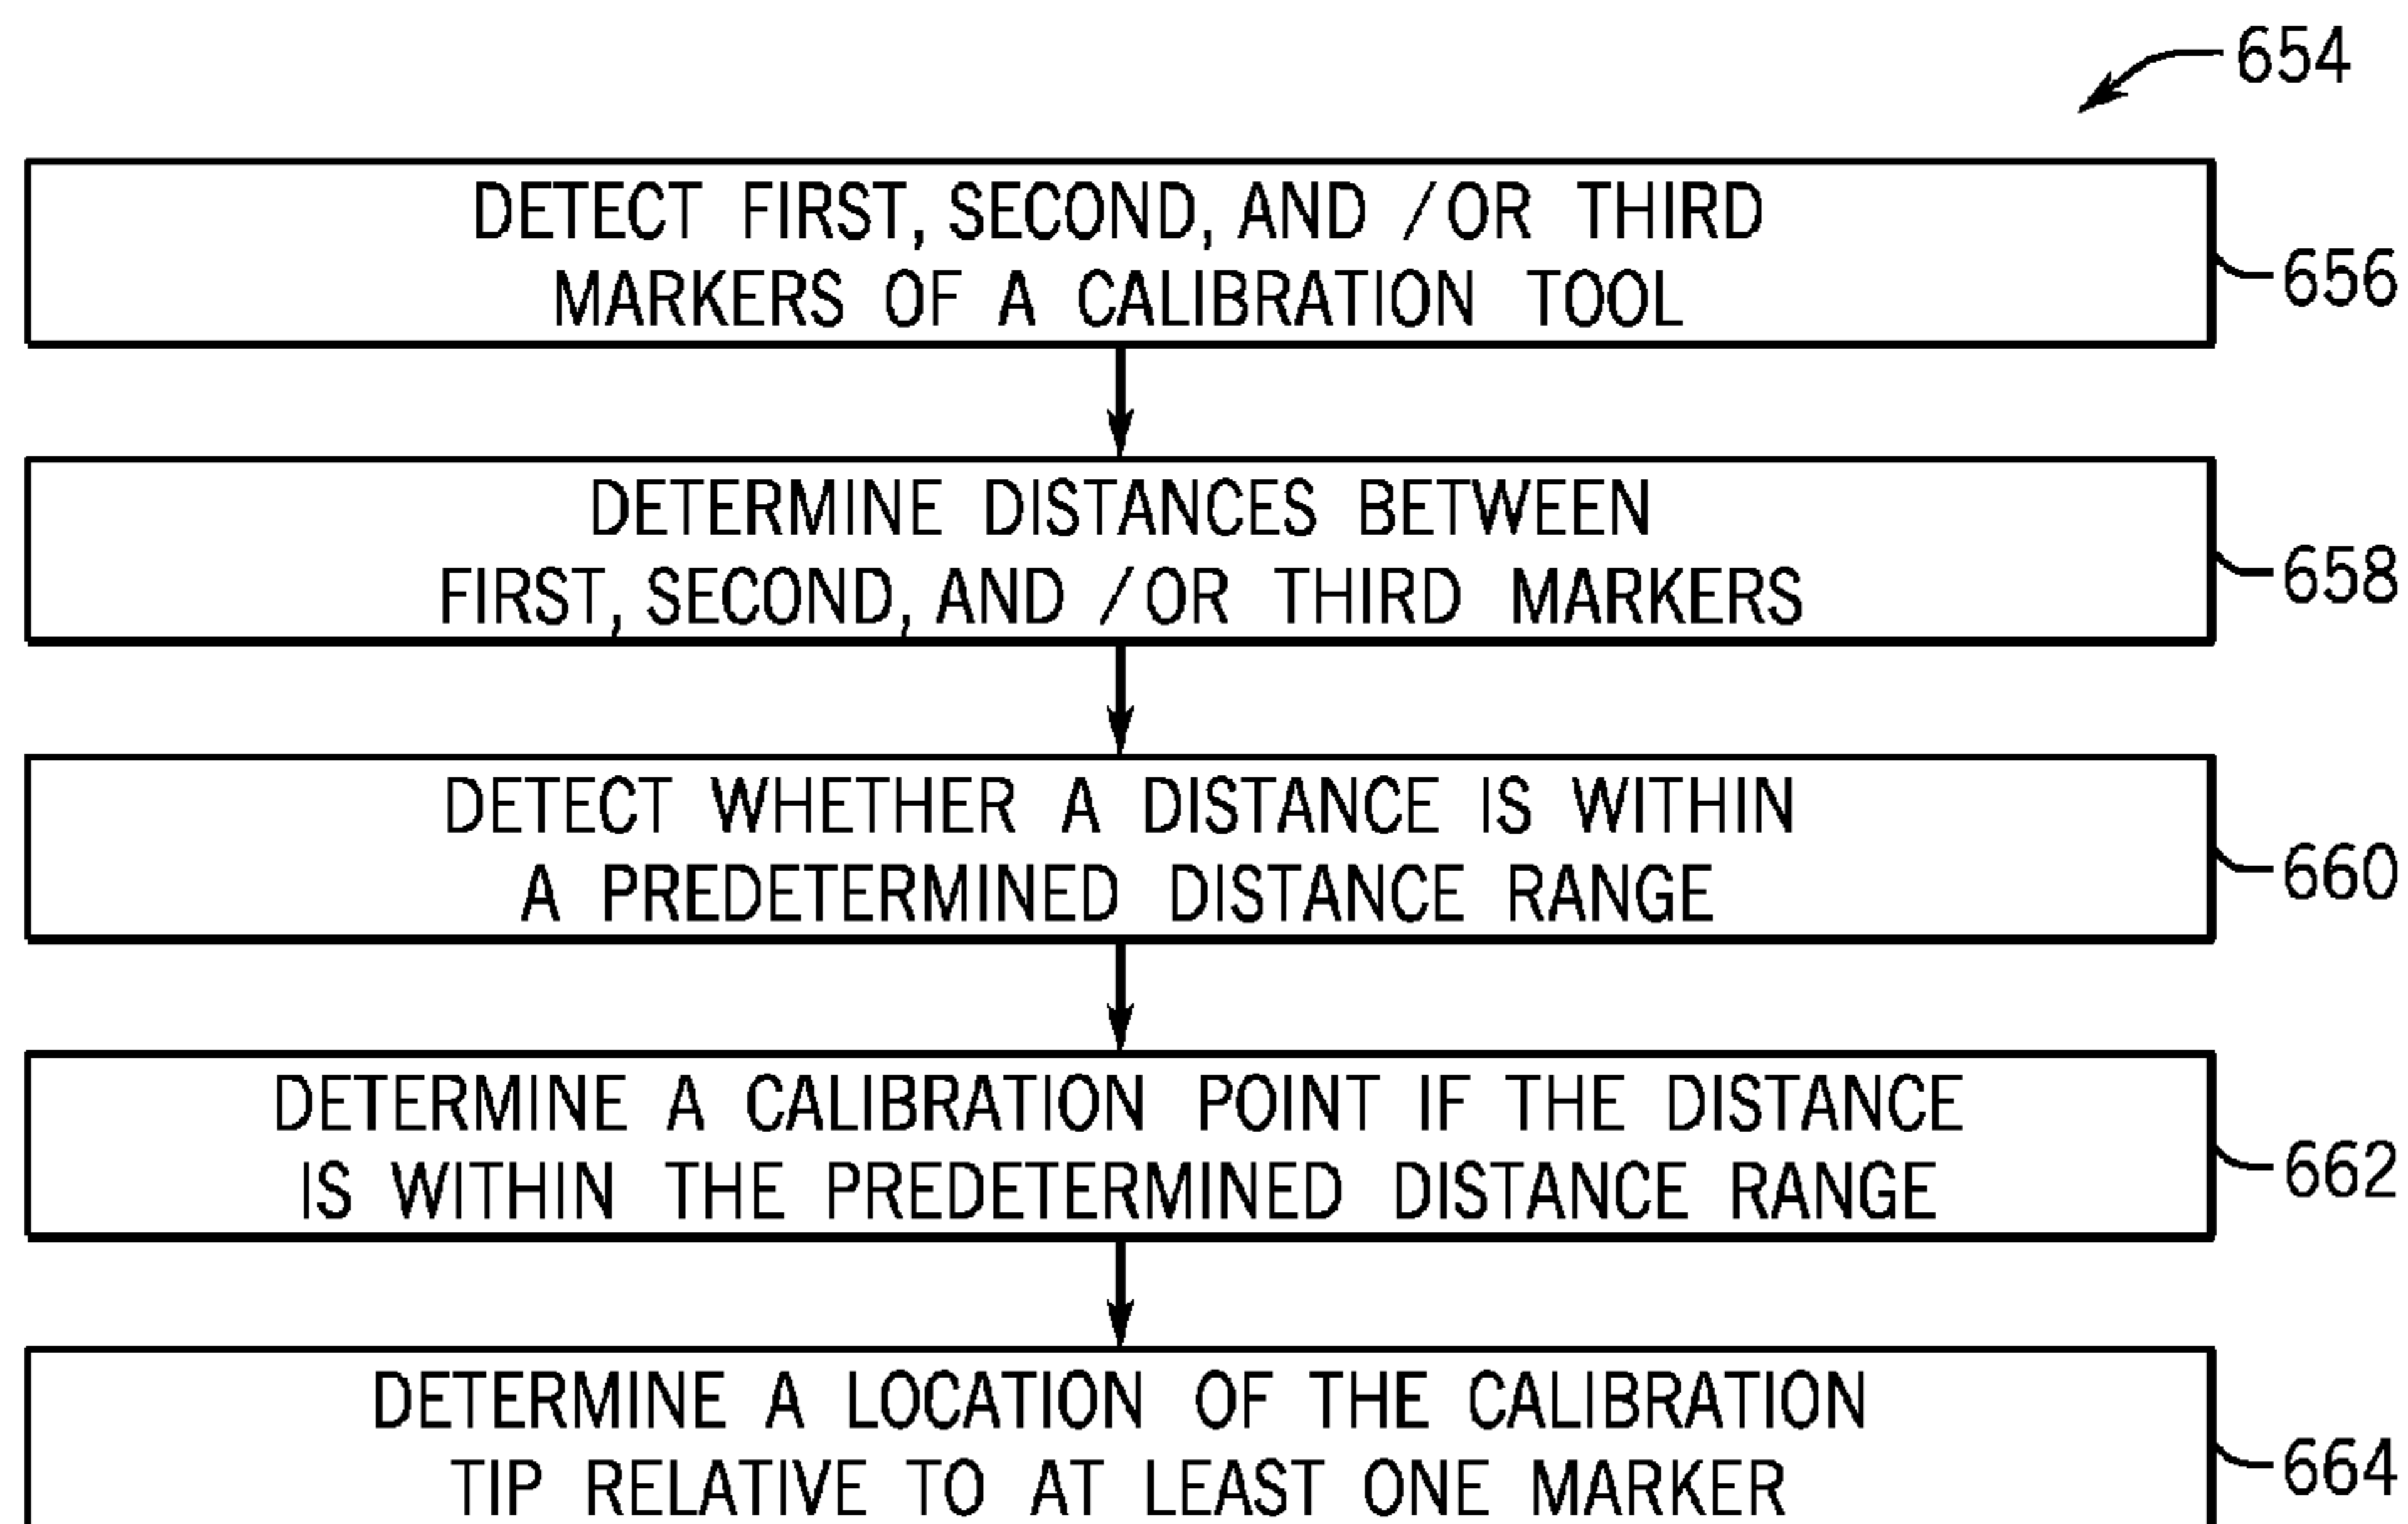 654
DETECT FIRST, SECOND, AND /OR THIRD
MARKERS OF A CALIBRATION TOOL
656
DETERMINE DISTANCES BETWEEN
FIRST, SECOND, AND /OR THIRD MARKERS
658
DETECT WHETHER A DISTANCE IS WITHIN
A PREDETERMINED DISTANCE RANGE
660
DETERMINE A CALIBRATION POINT IF THE DISTANCE
IS WITHIN THE PREDETERMINED DISTANCE RANGE
662
DETERMINE A LOCATION OF THE CALIBRATION
TIP RELATIVE TO AT LEAST ONE MARKER
664